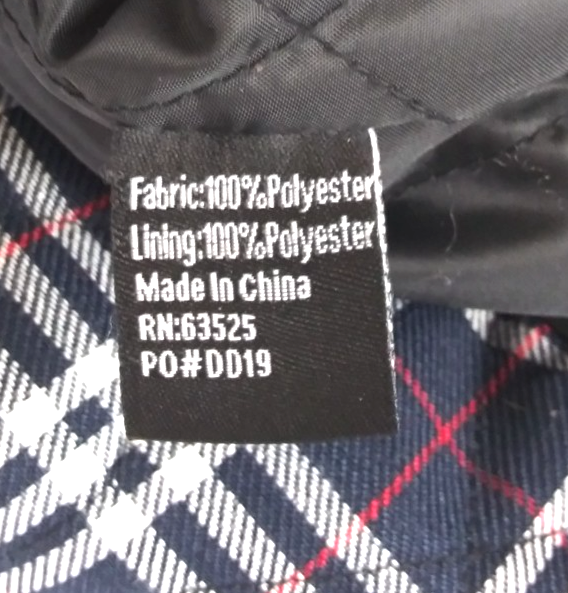 Fabric:100%Polyester
Lining:100%Polyester
Made In China
RN:63525
PO#DD19